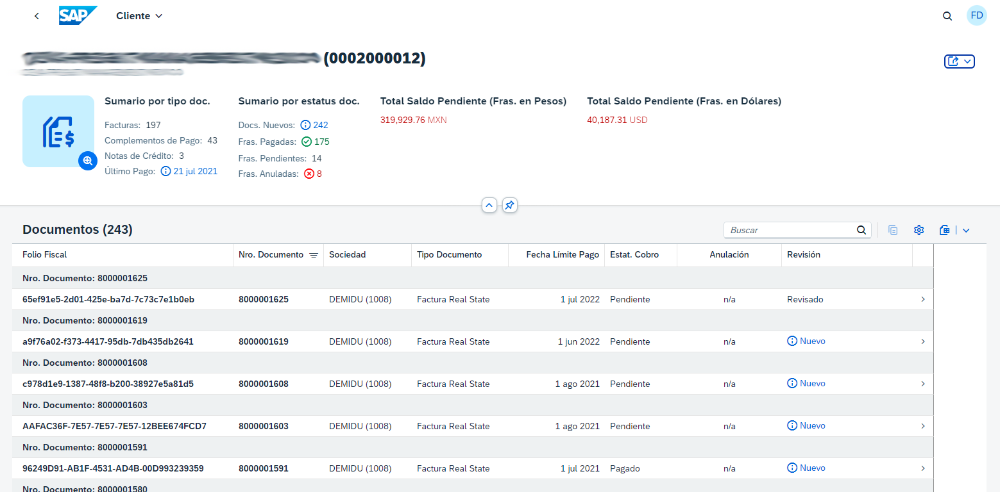 SAP Cliente FD
(0002000012)
Sumario por tipo doc.
Facturas: 197
Complementos de Pago: 43
Notas de Crédito: 3
Último Pago: 21 jul 2021
Sumario por estatus doc.
Docs. Nuevos: 242
Fras. Pagadas: 175
Fras. Pendientes: 14
Fras. Anuladas: 8
Total Saldo Pendiente (Fras. en Pesos)
319,929.76 MXN
Total Saldo Pendiente (Fras. en Dólares)
40,187.31 USD
Documentos (243) Buscar
Folio Fiscal Nro. Documento Sociedad Tipo Documento Fecha Límite Pago Estat. Cobro Anulación Revisión
Nro. Documento: 8000001625
65ef91e5-2d01-425e-ba7d-7c73c7e1b0eb 8000001625 DEMIDU (1008) Factura Real State 1 jul 2022 Pendiente n/a Revisado
Nro. Documento: 8000001619
a9f76a02-f373-4417-95db-7db435db2641 8000001619 DEMIDU (1008) Factura Real State 1 jun 2022 Pendiente n/a Nuevo
Nro. Documento: 8000001608
c978d1e9-1387-48f8-b200-38927e5a81d5 8000001608 DEMIDU (1008) Factura Real State 1 ago 2021 Pendiente n/a Nuevo
Nro. Documento: 8000001603
AAFAC36F-7E57-7E57-7E57-12BEE674FCD7 8000001603 DEMIDU (1008) Factura Real State 1 ago 2021 Pendiente n/a Nuevo
Nro. Documento: 8000001591
96249D91-AB1F-4531-AD4B-00D993239359 8000001591 DEMIDU (1008) Factura Real State 1 jul 2021 Pagado n/a Nuevo
Nro. Documento: 8000001580